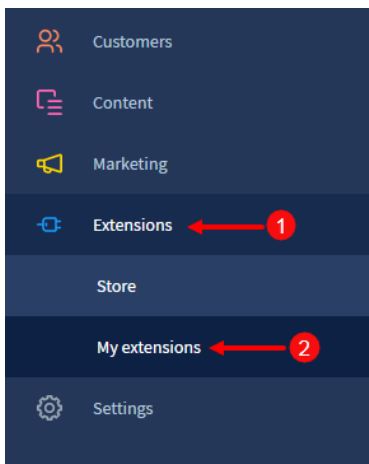 Customers
Content
Marketing
Extensions 1
Store
My extensions 2
Settings